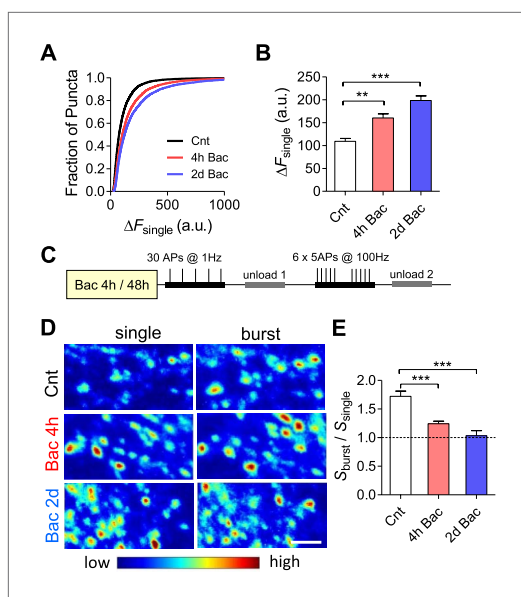 A
B
1.0
0.8
0.6
0.4
0.2
0.0
Fraction of Puncta
Cnt
4h Bac
2d Bac
0
500
1000
ΔFsingle (a.u.)
250
200
150
100
50
0
ΔFsingle (a.u.)
***
**
Cnt
4h Bac
2d Bac
C
30 APs @ 1Hz
6 x 5APs @ 100Hz
Bac 4h / 48h
unload 1
unload 2
D
single
burst
Cnt
Bac 4h
Bac 2d
low
high
E
2.0
1.5
1.0
0.5
0.0
Sburst / Ssingle
***
***
Cnt
4h Bac
2d Bac